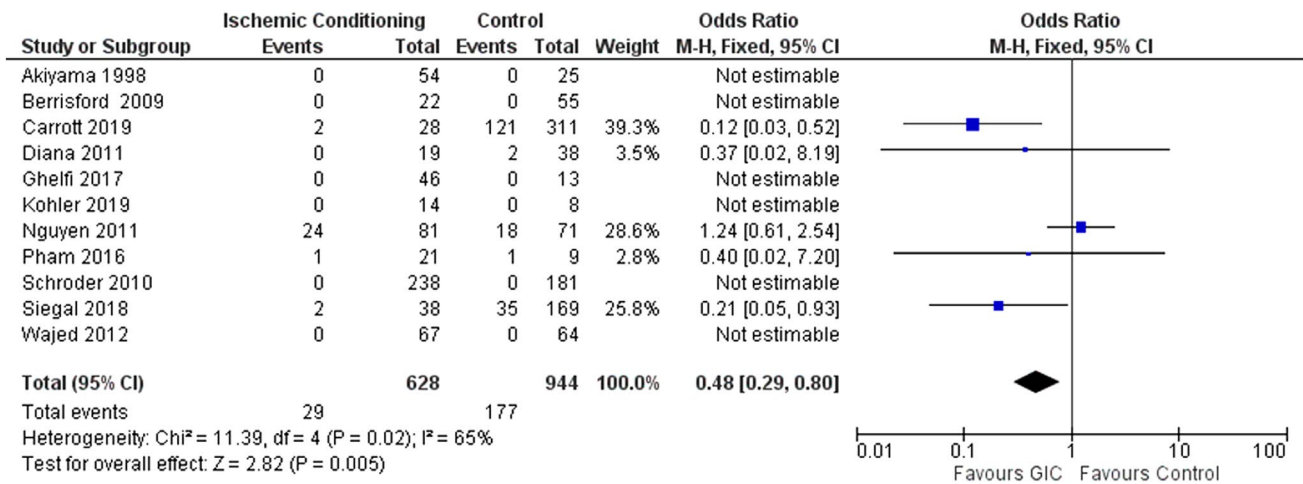 Ischemic Conditioning Control Odds Ratio Odds Ratio
Study or Subgroup Events Total Events Total Weight M-H, Fixed, 95% CI M-H, Fixed, 95% CI
Akiyama 1998 0 54 0 25 Not estimable
Berrisford 2009 0 22 0 55 Not estimable
Carrott 2019 2 28 121 311 39.3% 0.12 [0.03, 0.52]
Diana 2011 0 19 2 38 3.5% 0.37 [0.02, 8.19]
Ghelfi 2017 0 46 0 13 Not estimable
Kohler 2019 0 14 0 8 Not estimable
Nguyen 2011 24 81 18 71 28.6% 1.24 [0.61, 2.54]
Pham 2016 1 21 1 9 2.8% 0.40 [0.02, 7.20]
Schroder 2010 0 238 0 181 Not estimable
Siegal 2018 2 38 35 169 25.8% 0.21 [0.05, 0.93]
Wajed 2012 0 67 0 64 Not estimable
Total (95% CI) 628 944 100.0% 0.48 [0.29, 0.80]
Total events 29 177
Heterogeneity: Chi² = 11.39, df = 4 (P = 0.02); I² = 65%
Test for overall effect: Z = 2.82 (P = 0.005)
0.01 0.1 1 10 100
Favours GIC Favours Control